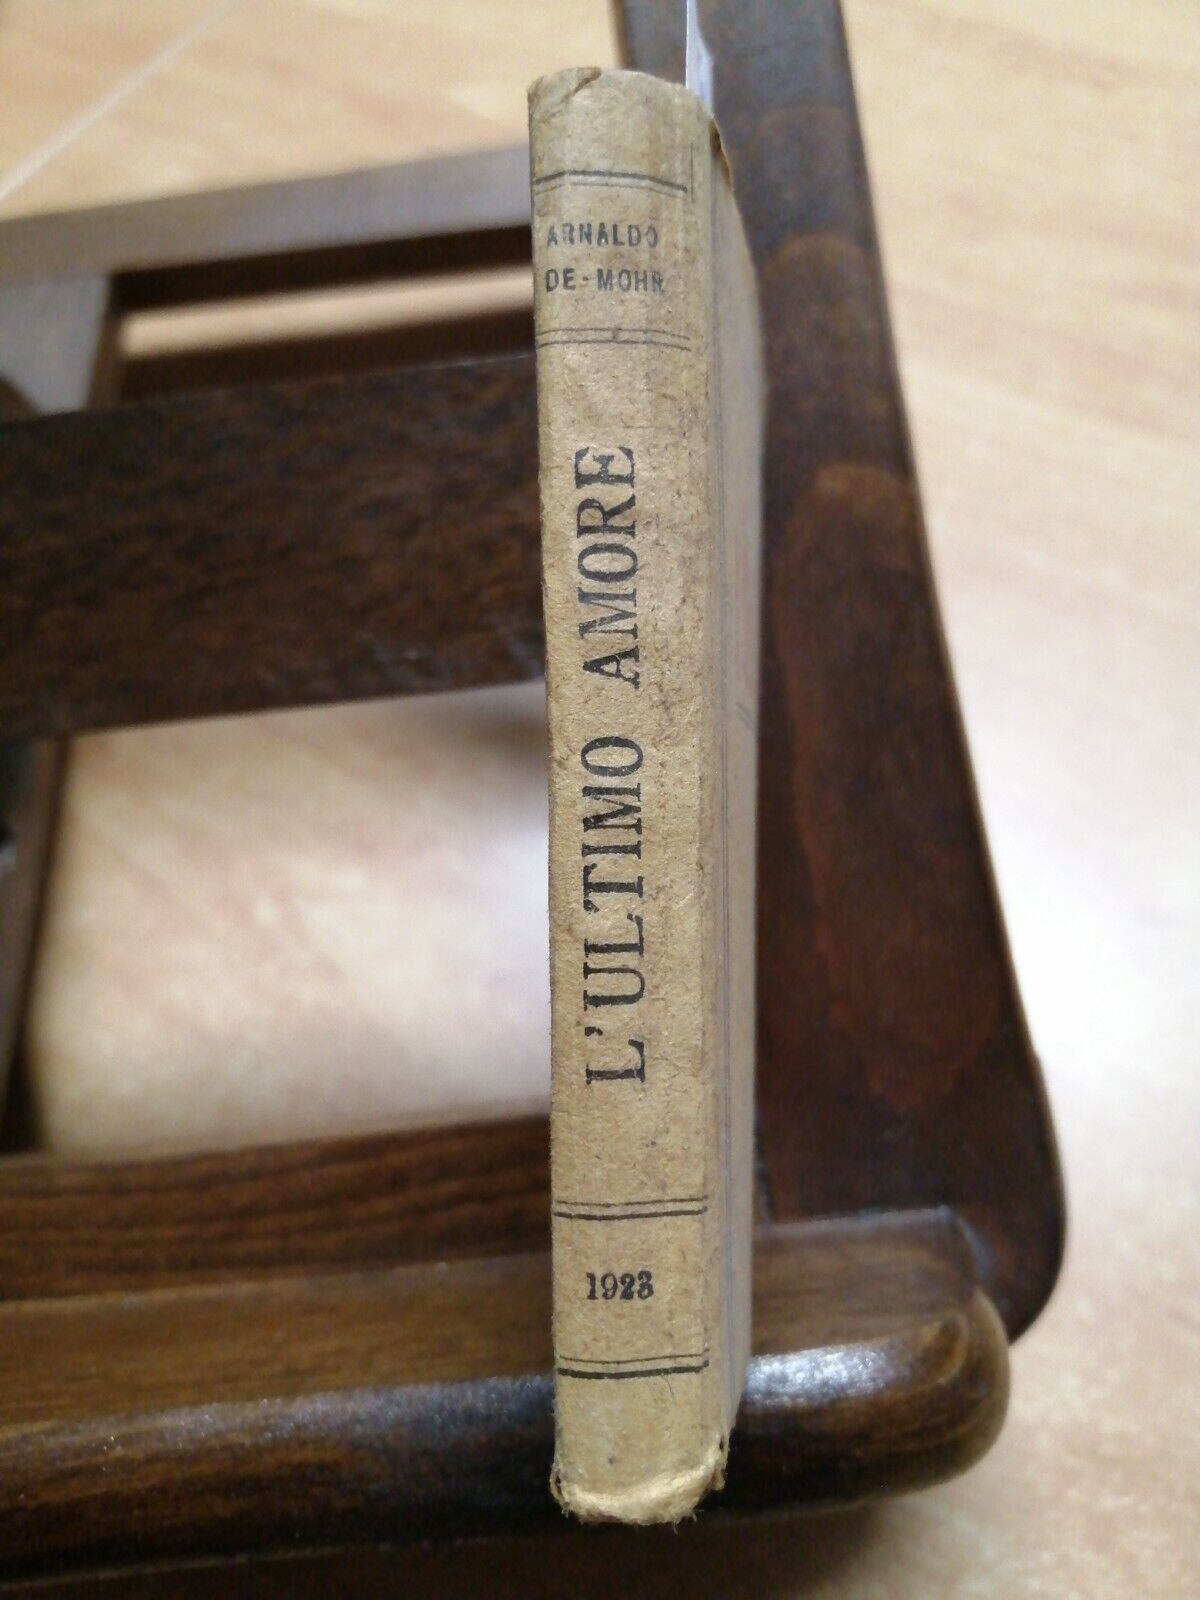 ARNALDO
DE-MOHR
L'ULTIMO AMORE
1923